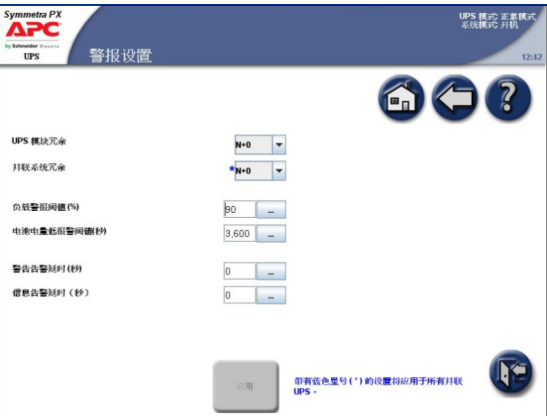 Symmetra PX
APC
by Schneider Electric
UPS
警报设置
UPS 模式 正常模式
系统模式 开机
12:42
UPS 模块冗余
N+0
并联系统冗余
*N+0
负载警报阈值(%)
90
...
电池电量低报警阈值(秒)
3,600
...
警告告警延时(秒)
0
...
信息告警延时(秒)
0
...
应用
带有蓝色星号(*)的设置将应用于所有并联
UPS。
?